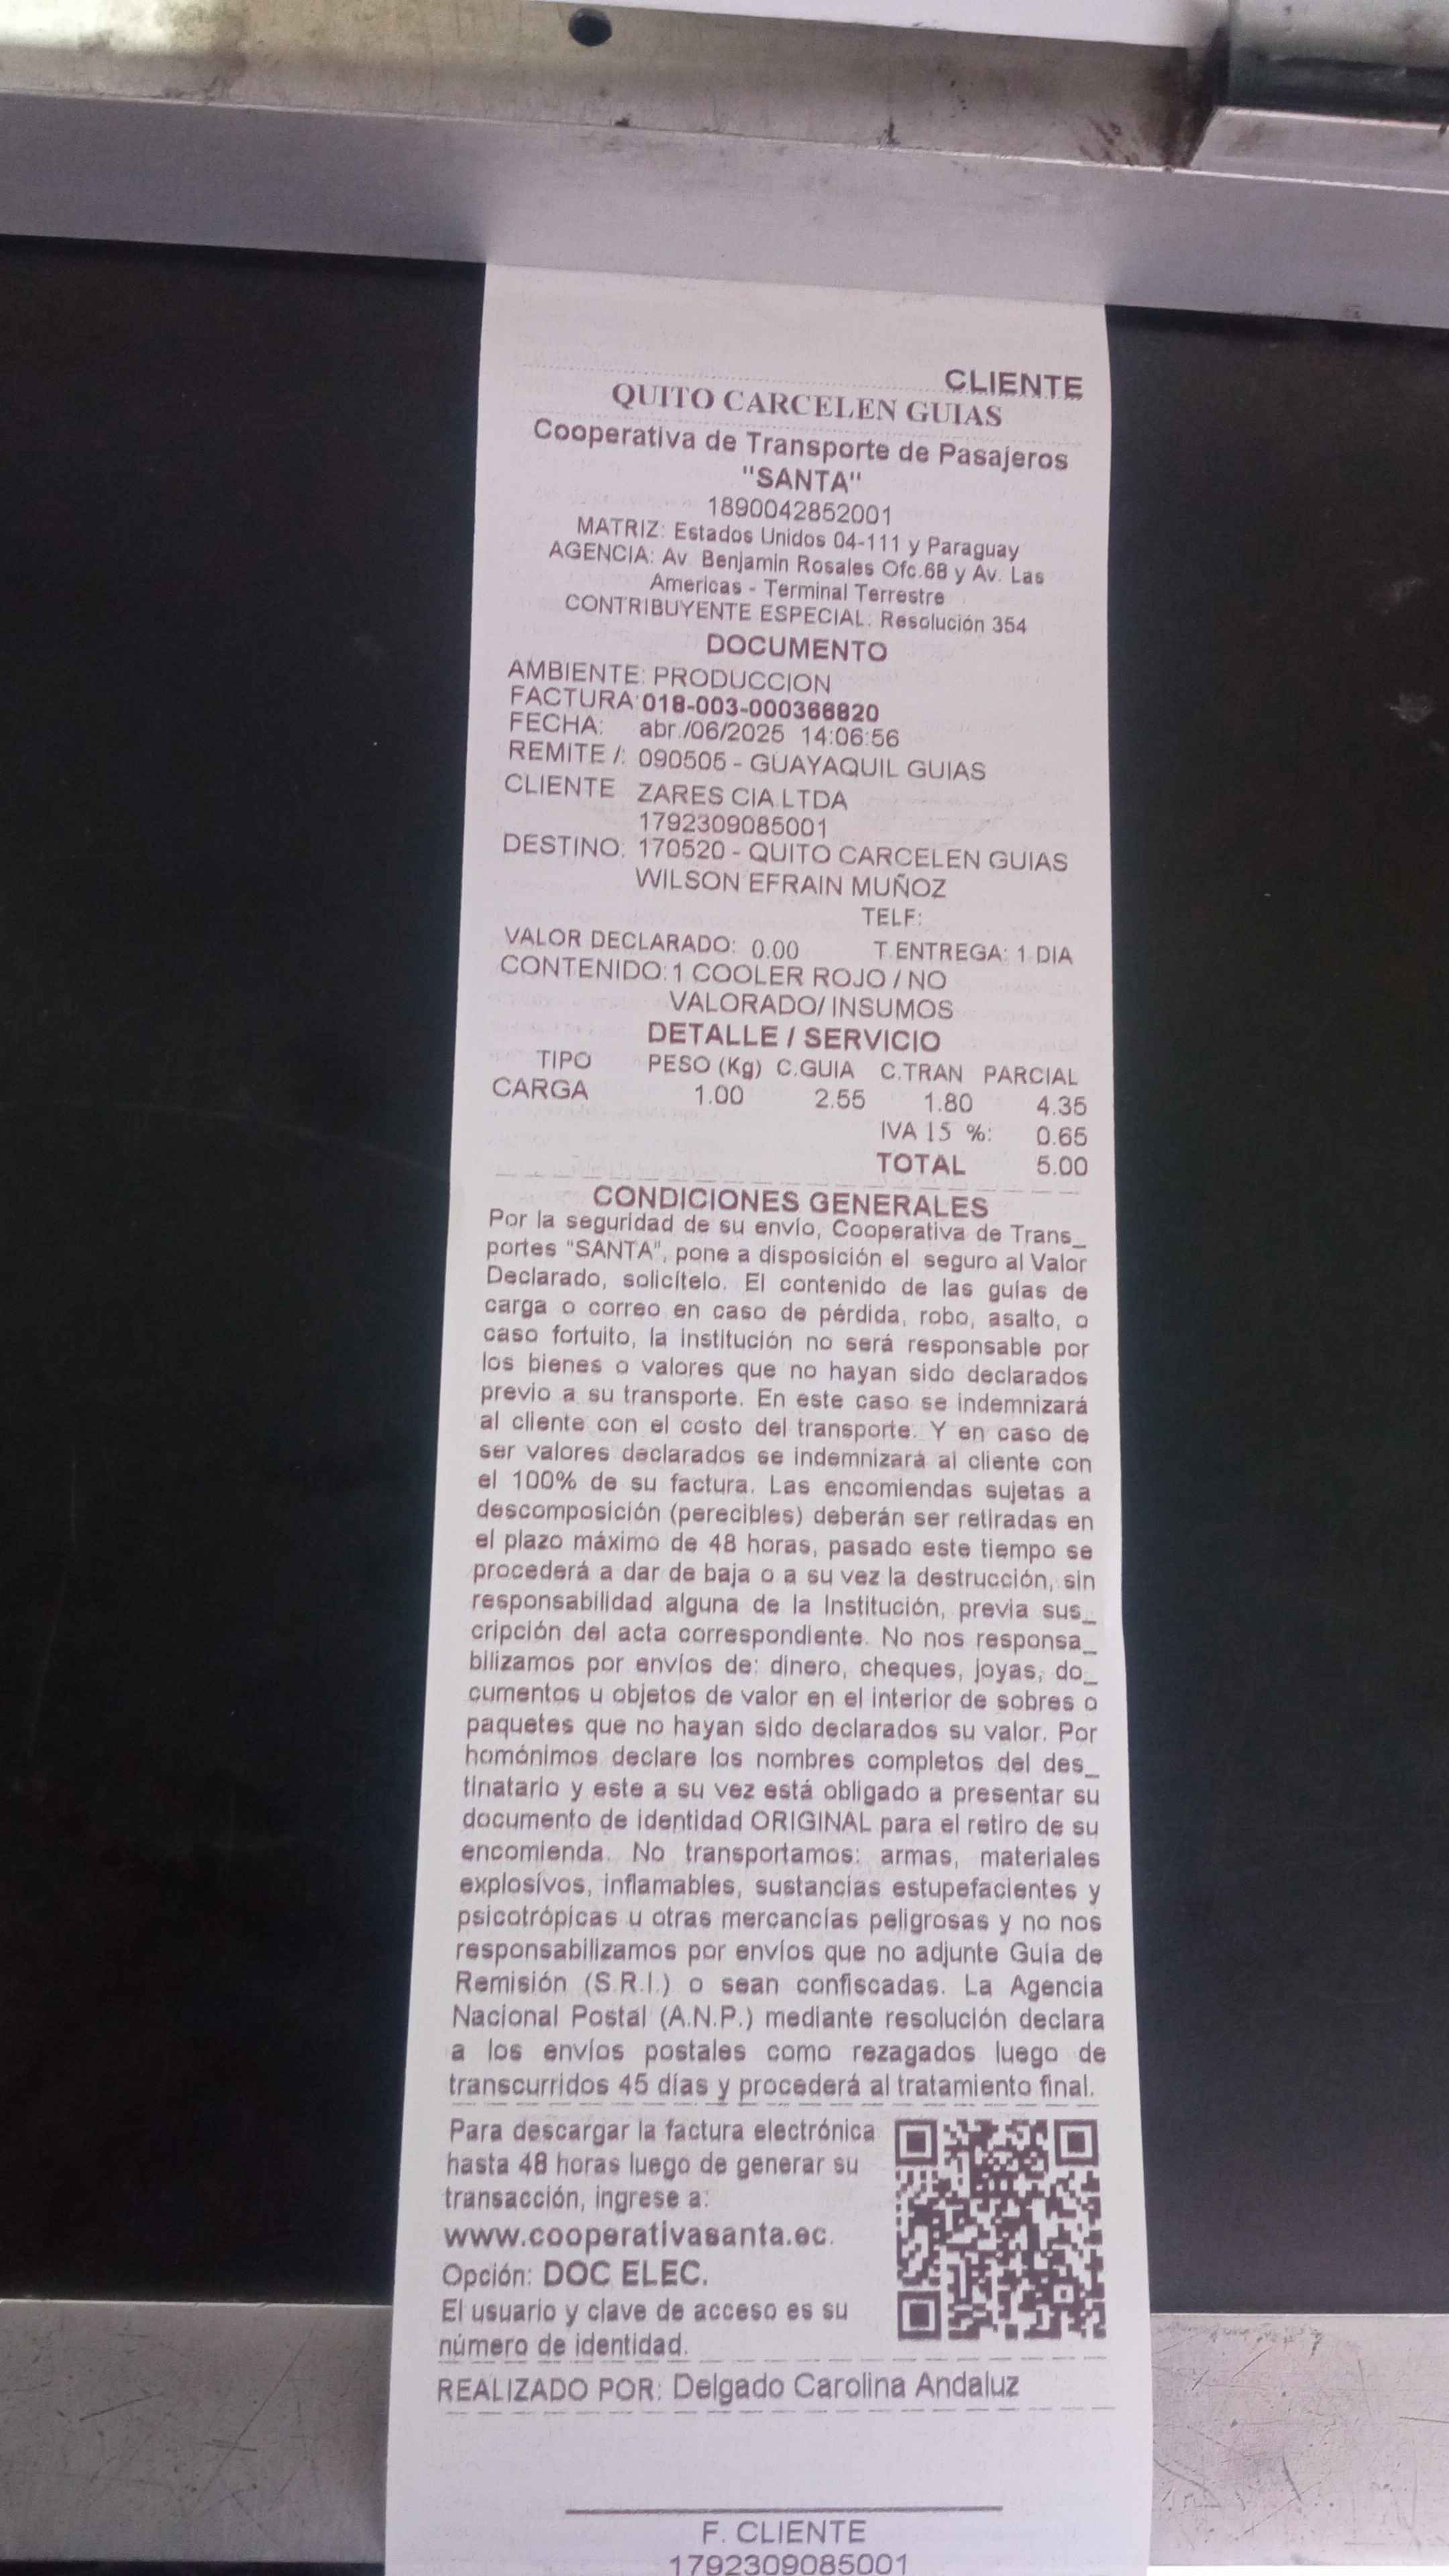 CLIENTE
QUITO CARCELEN GUIAS
Cooperativa de Transporte de Pasajeros
"SANTA"
1890042852001
MATRIZ: Estados Unidos 04-111 y Paraguay
AGENCIA: Av. Benjamin Rosales Ofc.68 y Av. Las
Americas - Terminal Terrestre
CONTRIBUYENTE ESPECIAL: Resolución 354
DOCUMENTO
AMBIENTE: PRODUCCION
FACTURA:018-003-000366820
FECHA: abr./06/2025 14:06:56
REMITE /: 090505 - GUAYAQUIL GUIAS
CLIENTE ZARES CIA.LTDA
1792309085001
DESTINO: 170520 - QUITO CARCELEN GUIAS
WILSON EFRAIN MUÑOZ
TELF:
VALOR DECLARADO: 0.00 T.ENTREGA: 1 DIA
CONTENIDO:1 COOLER ROJO / NO
VALORADO/ INSUMOS
DETALLE / SERVICIO
TIPO PESO (Kg) C.GUIA C.TRAN PARCIAL
CARGA 1.00 2.55 1.80 4.35
IVA 15 %: 0.65
TOTAL 5.00
CONDICIONES GENERALES
Por la seguridad de su envío, Cooperativa de Trans_
portes "SANTA", pone a disposición el seguro al Valor
Declarado, solicítelo. El contenido de las guías de
carga o correo en caso de pérdida, robo, asalto, o
caso fortuito, la institución no será responsable por
los bienes o valores que no hayan sido declarados
previo a su transporte. En este caso se indemnizará
al cliente con el costo del transporte. Y en caso de
ser valores declarados se indemnizará al cliente con
el 100% de su factura. Las encomiendas sujetas a
descomposición (perecibles) deberán ser retiradas en
el plazo máximo de 48 horas, pasado este tiempo se
procederá a dar de baja o a su vez la destrucción, sin
responsabilidad alguna de la Institución, previa sus_
cripción del acta correspondiente. No nos responsa_
bilizamos por envíos de: dinero, cheques, joyas, do_
cumentos u objetos de valor en el interior de sobres o
paquetes que no hayan sido declarados su valor. Por
homónimos declare los nombres completos del des_
tinatario y este a su vez está obligado a presentar su
documento de identidad ORIGINAL para el retiro de su
encomienda. No transportamos: armas, materiales
explosivos, inflamables, sustancias estupefacientes y
psicotrópicas u otras mercancías peligrosas y no nos
responsabilizamos por envíos que no adjunte Guía de
Remisión (S.R.I.) o sean confiscadas. La Agencia
Nacional Postal (A.N.P.) mediante resolución declara
a los envíos postales como rezagados luego de
transcurridos 45 días y procederá al tratamiento final.
Para descargar la factura electrónica
hasta 48 horas luego de generar su
transacción, ingrese a:
www.cooperativasanta.ec.
Opción: DOC ELEC.
El usuario y clave de acceso es su
número de identidad.
REALIZADO POR: Delgado Carolina Andaluz
F. CLIENTE
1792309085001